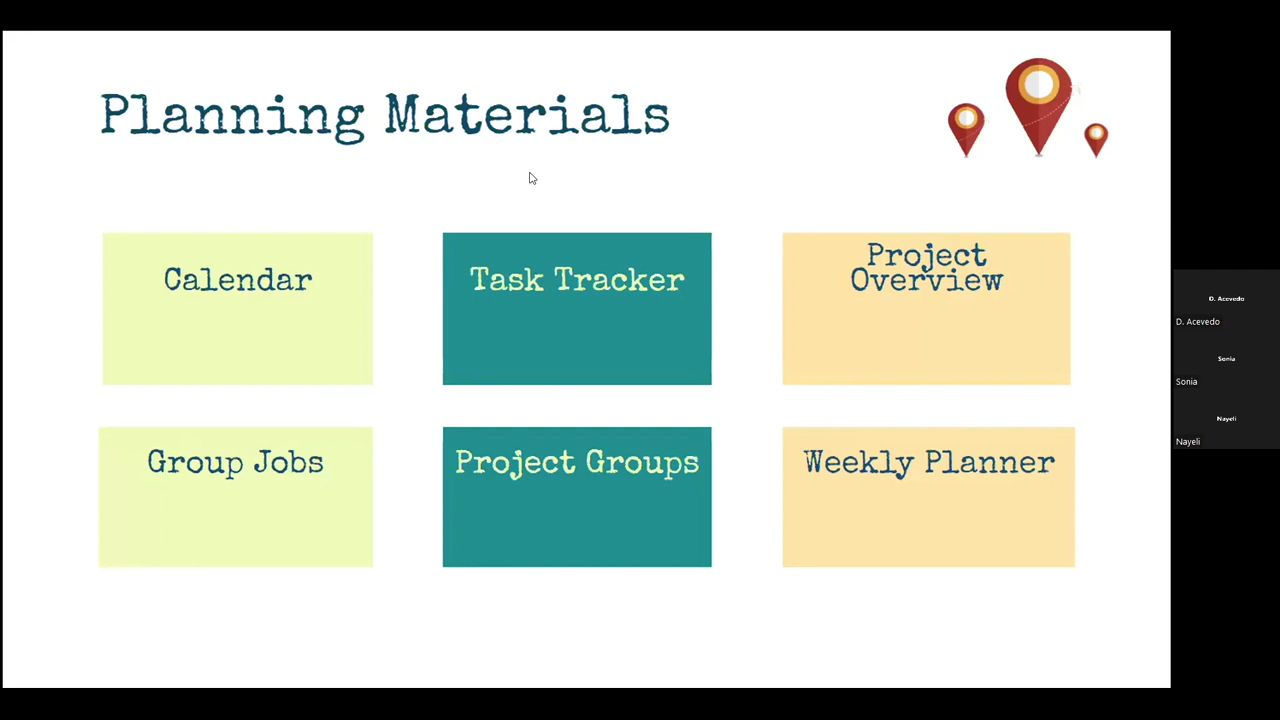 Planning Materials
Calendar
Task Tracker
Project
Overview
Group Jobs
Project Groups
Weekly Planner
D. Acevedo
D. Acevedo
Sonia
Sonia
Nayeli
Nayeli